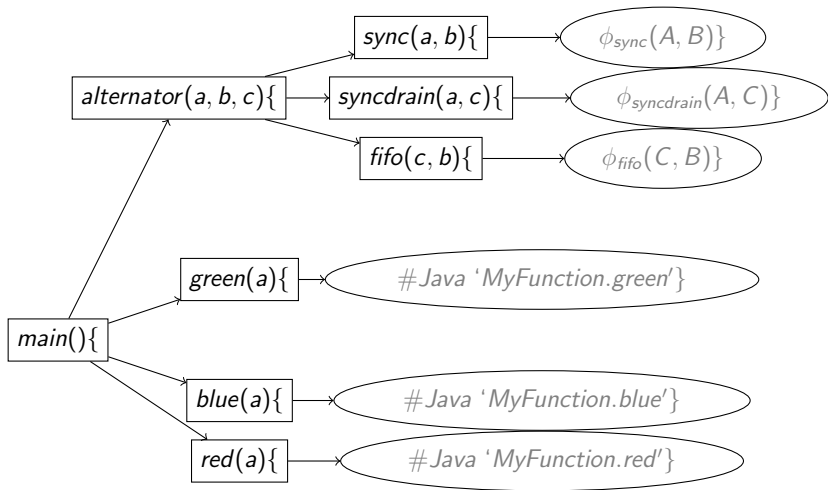 sync(a, b){
ϕsync(A, B)}
alternator(a, b, c){
syncdrain(a, c){
ϕsyncdrain(A, C)}
fifo(c, b){
ϕfifo(C, B)}
green(a){
#Java ‘MyFunction.green’}
main(){
blue(a){
#Java ‘MyFunction.blue’}
red(a){
#Java ‘MyFunction.red’}